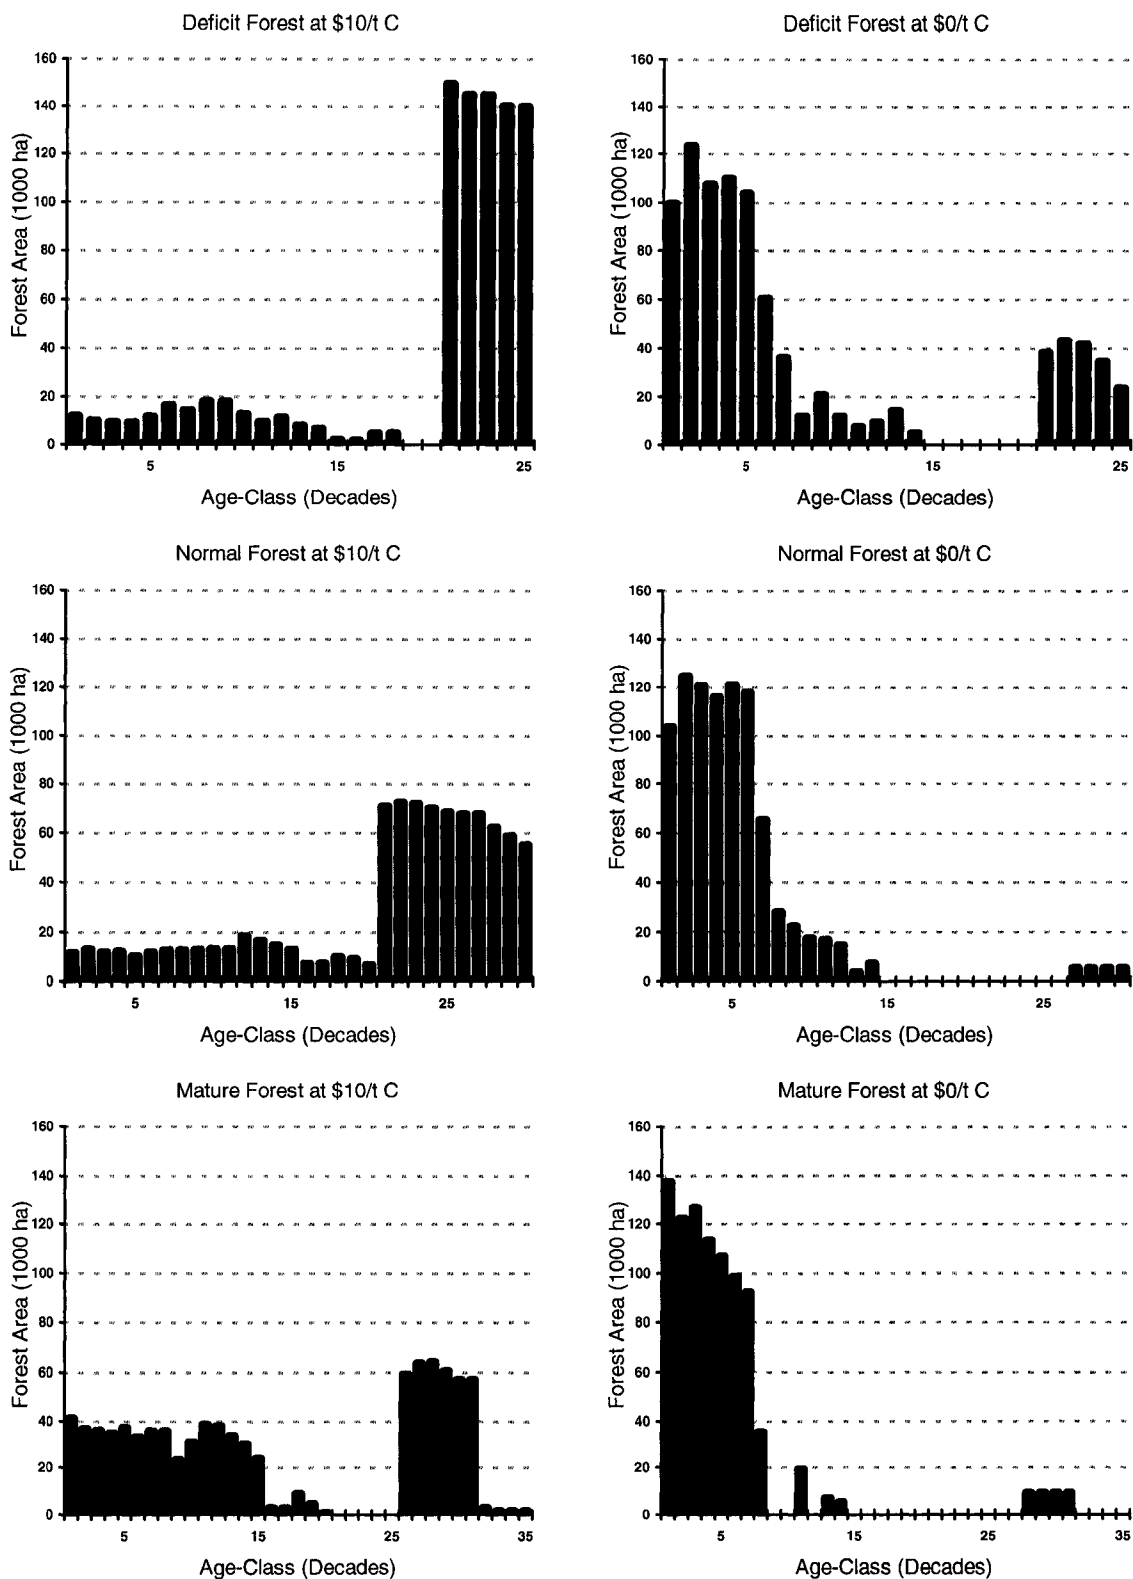 Deficit Forest at $10/t C
160
140
120
100
80
60
40
20
0
Forest Area (1000 ha)
5 15 25
Age-Class (Decades)
Deficit Forest at $0/t C
160
140
120
100
80
60
40
20
0
Forest Area (1000 ha)
5 15 25
Age-Class (Decades)
Normal Forest at $10/t C
160
140
120
100
80
60
40
20
0
Forest Area (1000 ha)
5 15 25
Age-Class (Decades)
Normal Forest at $0/t C
160
140
120
100
80
60
40
20
0
Forest Area (1000 ha)
5 15 25
Age-Class (Decades)
Mature Forest at $10/t C
160
140
120
100
80
60
40
20
0
Forest Area (1000 ha)
5 15 25 35
Age-Class (Decades)
Mature Forest at $0/t C
160
140
120
100
80
60
40
20
0
Forest Area (1000 ha)
5 15 25 35
Age-Class (Decades)